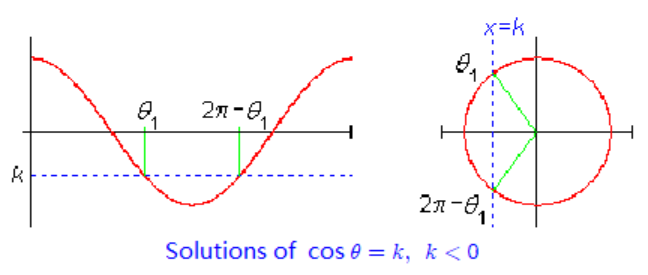 x=k
θ₁
θ₁ 2π−θ₁
k
2π−θ₁
Solutions of cos θ = k, k < 0